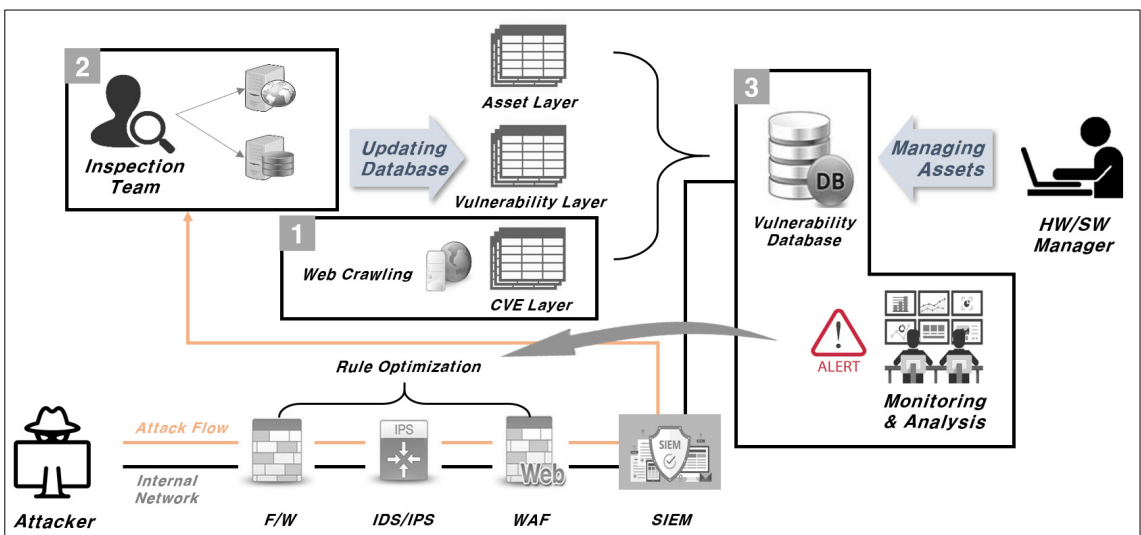 2
Inspection
Team
Updating
Database
Asset Layer
Vulnerability Layer
1
Web Crawling
CVE Layer
3
DB
Vulnerability
Database
Managing
Assets
HW/SW
Manager
ALERT
Monitoring
& Analysis
Rule Optimization
Attack Flow
Internal
Network
IPS
Web
SIEM
Attacker
F/W
IDS/IPS
WAF
SIEM